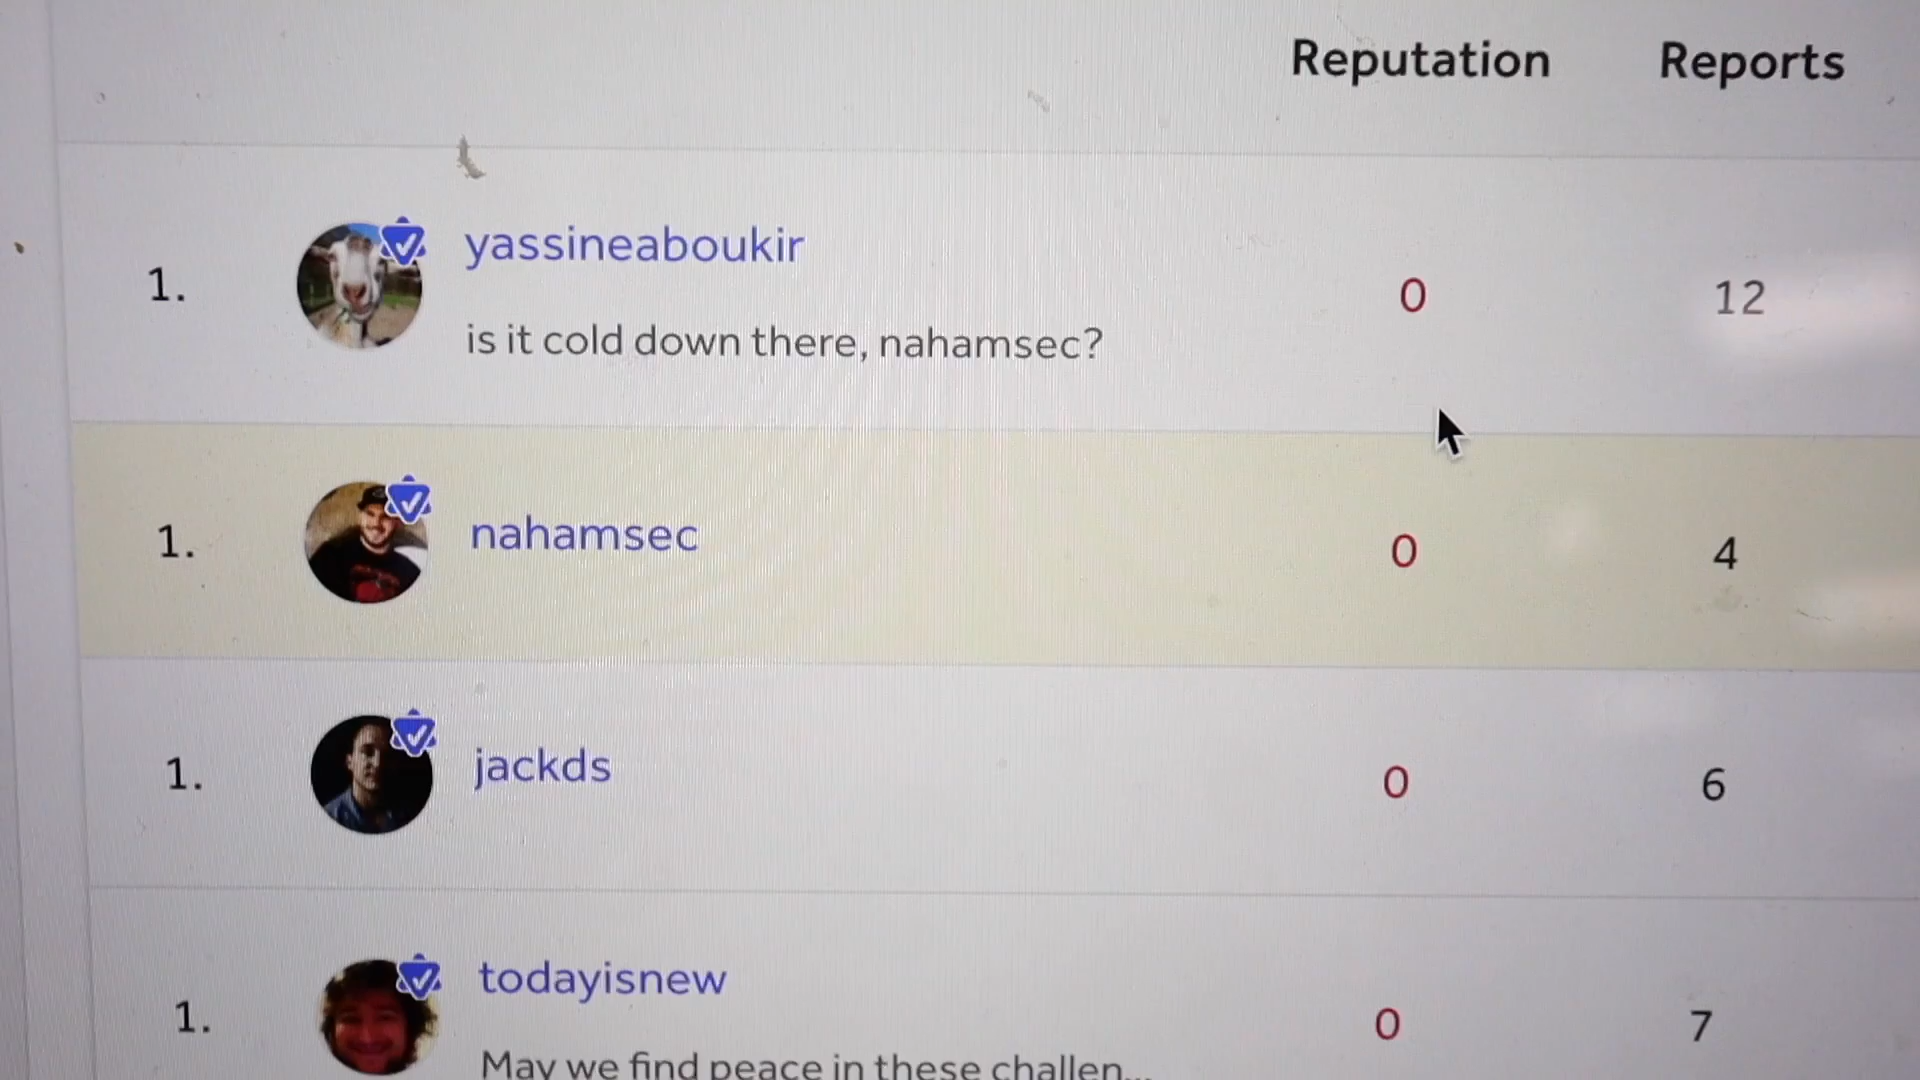 Reputation Reports
1. yassineaboukir 0 12
is it cold down there, nahamsec?
1. nahamsec 0 4
1. jackds 0 6
1. todayisnew 0 7
May we find peace in these challen...